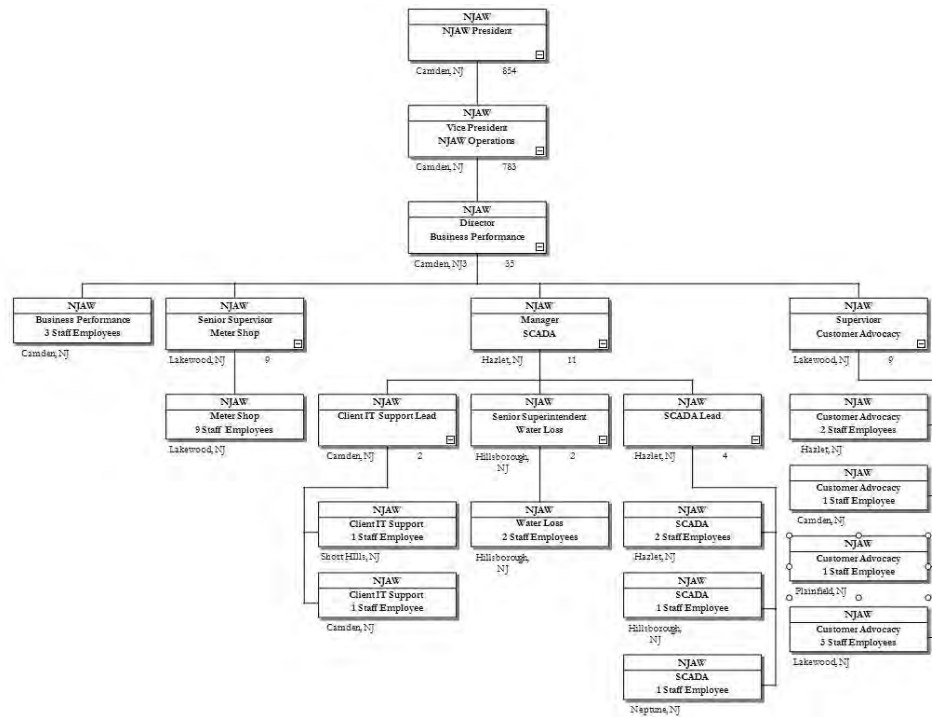 NJAW
NJAW President
Camden, NJ 854
NJAW
Vice President
NJAW Operations
Camden, NJ 783
NJAW
Director
Business Performance
Camden, NJ3 35
NJAW
Business Performance
3 Staff Employees
Camden, NJ
NJAW
Senior Supervisor
Meter Shop
Lakewood, NJ 9
NJAW
Manager
SCADA
Hazlet, NJ 11
NJAW
Supervisr
Customer Advocacy
Lakewood, NJ 9
NJAW
Meter Shop
9 Staff Employees
Lakewood, NJ
NJAW
Client IT Support Lead
Camden, NJ 2
NJAW
Senior Superintendent
Water Loss
Hillsborough, 2
NJ
NJAW
SCADA Lead
Hazlet, NJ 4
NJAW
Customer Advocacy
2 Staff Employees
Hazlet, NJ
NJAW
Customer Advocacy
1 Staff Employee
Camden, NJ
NJAW
Client IT Support
1 Staff Employee
Short HIlls, NJ
NJAW
Water Loss
2 Staff Employees
Hillsborough,
NJ
NJAW
SCADA
2 Staff Employees
Hazlet, NJ
NJAW
Customer Advocacy
1 Staff Employee
Plainfield, NJ
NJAW
Client IT Support
1 Staff Employee
Camden, NJ
NJAW
SCADA
1 Staff Employee
Hillsborough,
NJ
NJAW
Customer Advocacy
3 Staff Employees
Lakewood, NJ
NJAW
SCADA
1 Staff Employee
Neptune, NJ